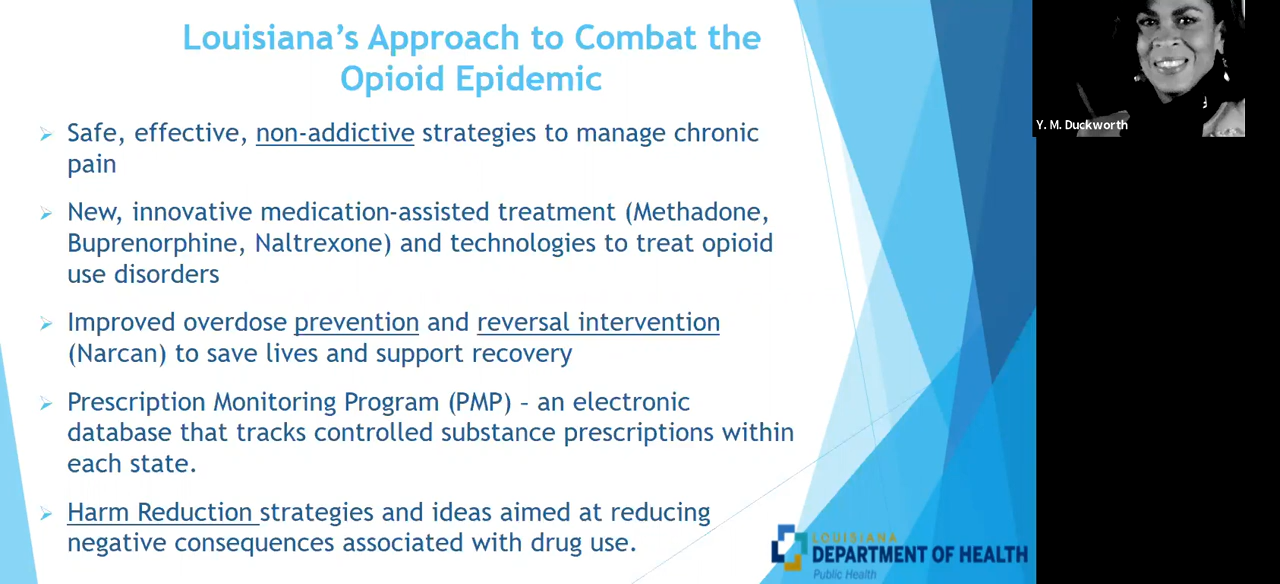 Louisiana’s Approach to Combat the
Opioid Epidemic
Safe, effective, non-addictive strategies to manage chronic
pain
New, innovative medication-assisted treatment (Methadone,
Buprenorphine, Naltrexone) and technologies to treat opioid
use disorders
Improved overdose prevention and reversal intervention
(Narcan) to save lives and support recovery
Prescription Monitoring Program (PMP) – an electronic
database that tracks controlled substance prescriptions within
each state.
Harm Reduction strategies and ideas aimed at reducing
negative consequences associated with drug use.
LOUISIANA
DEPARTMENT OF HEALTH
Public Health
Y. M. Duckworth